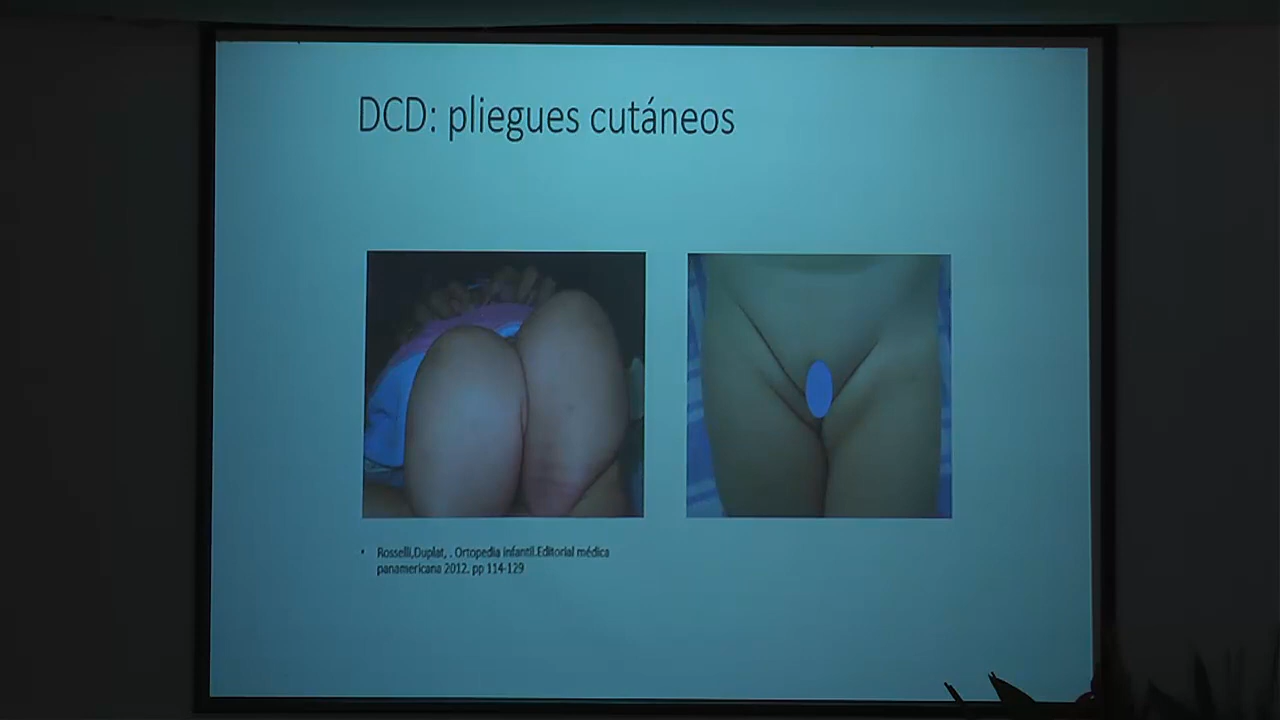 DCD: pliegues cutáneos
• Rosselli,Duplat, . Ortopedia infantil.Editorial médica
panamericana 2012. pp 114-129